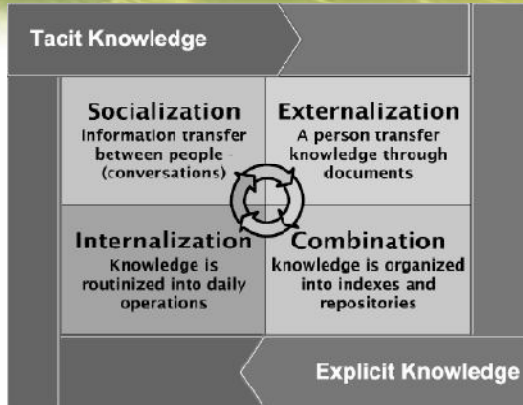 Tacit Knowledge
Socialization
Information transfer
between people -
(conversations)
Externalization
A person transfer
knowledge through
documents
Internalization
Knowledge is
routinized into daily
operations
Combination
knowledge is organized
into indexes and
repositories
Explicit Knowledge